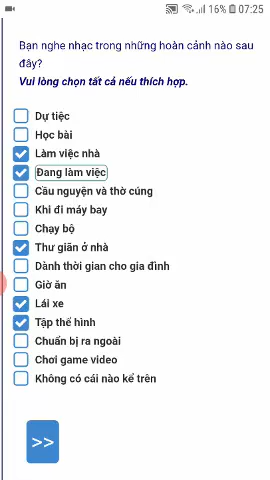 16% 07:25
Bạn nghe nhạc trong những hoàn cảnh nào sau
đây?
Vui lòng chọn tất cả nếu thích hợp.
Dự tiệc
Học bài
Làm việc nhà
Đang làm việc
Cầu nguyện và thờ cúng
Khi đi máy bay
Chạy bộ
Thư giãn ở nhà
Dành thời gian cho gia đình
Giờ ăn
Lái xe
Tập thể hình
Chuẩn bị ra ngoài
Chơi game video
Không có cái nào kể trên
>>